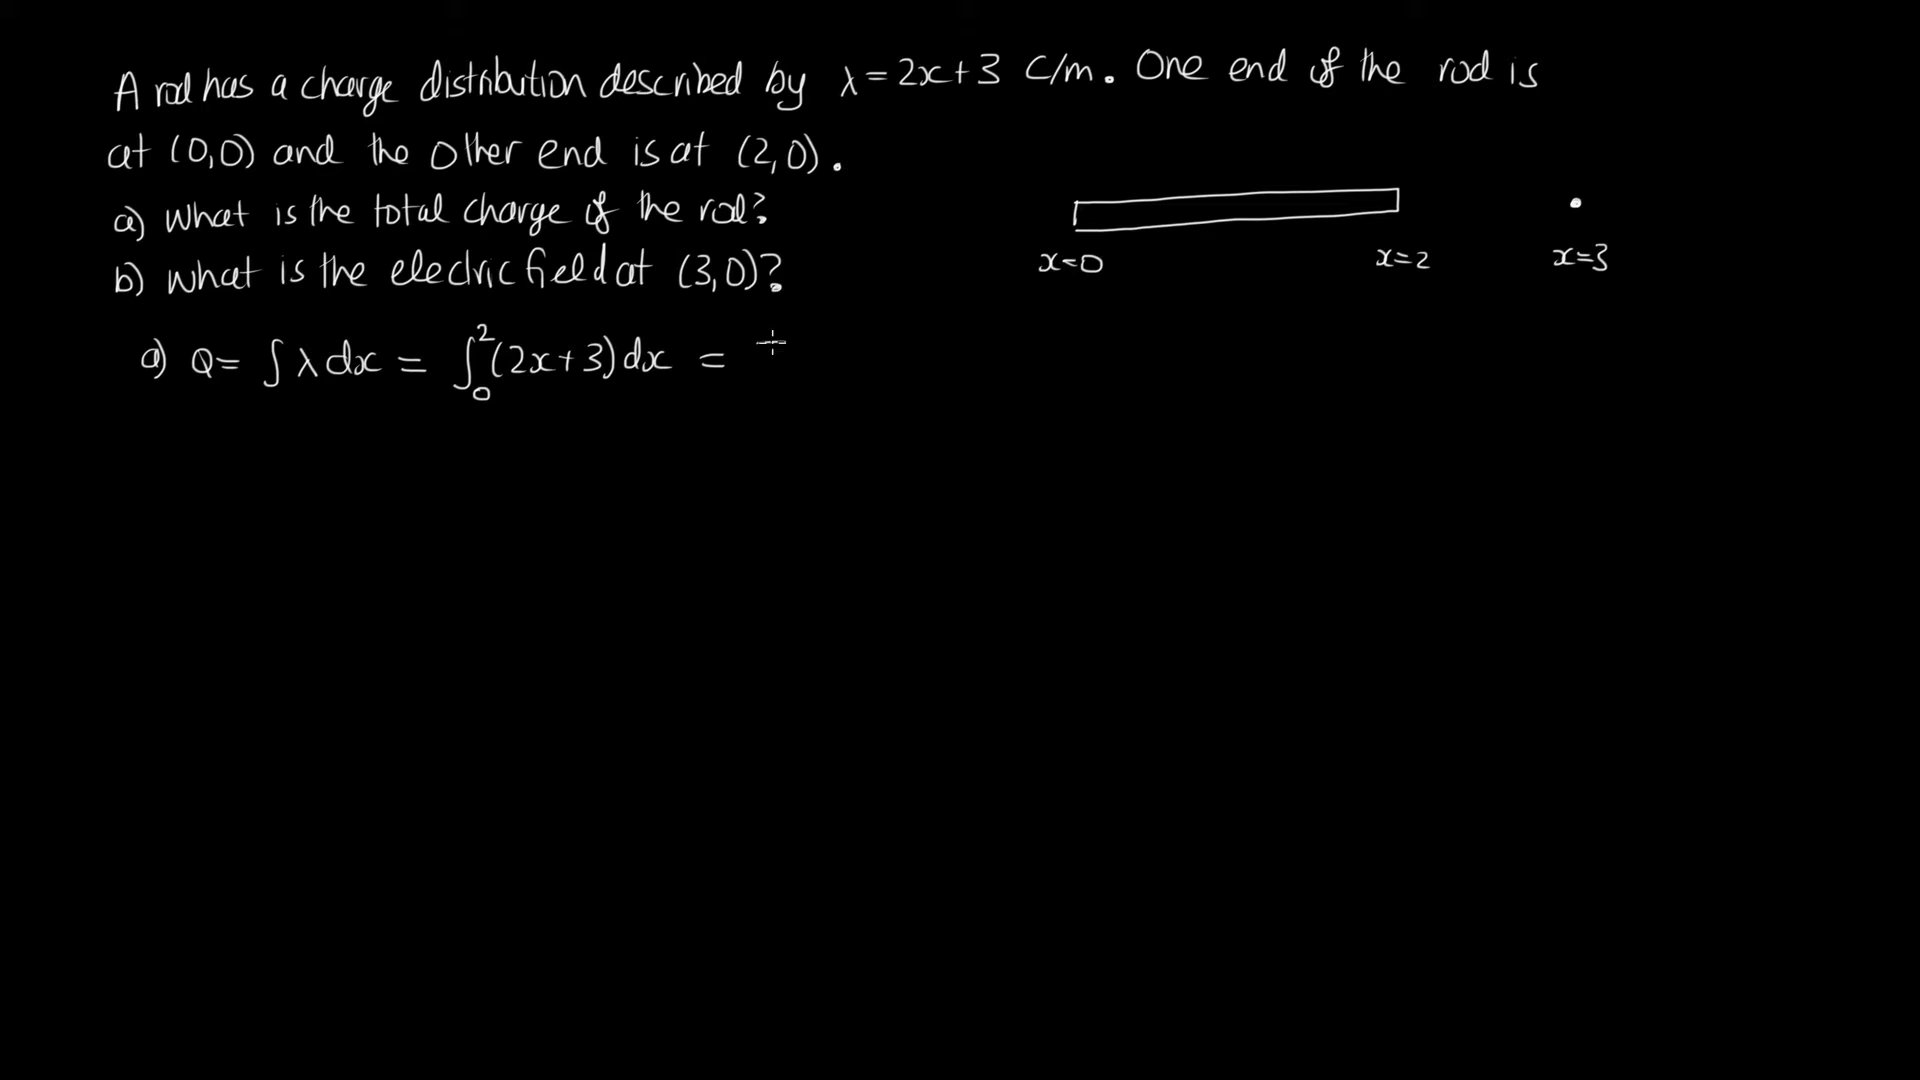 A rod has a charge distribution described by λ = 2x + 3 C/m. One end of the rod is
at (0,0) and the other end is at (2,0).
a) What is the total charge of the rod?
b) What is the electric field at (3,0)?
x=0 x=2 x=3
a) Q = ∫ λ dx = ∫₀² (2x + 3) dx =